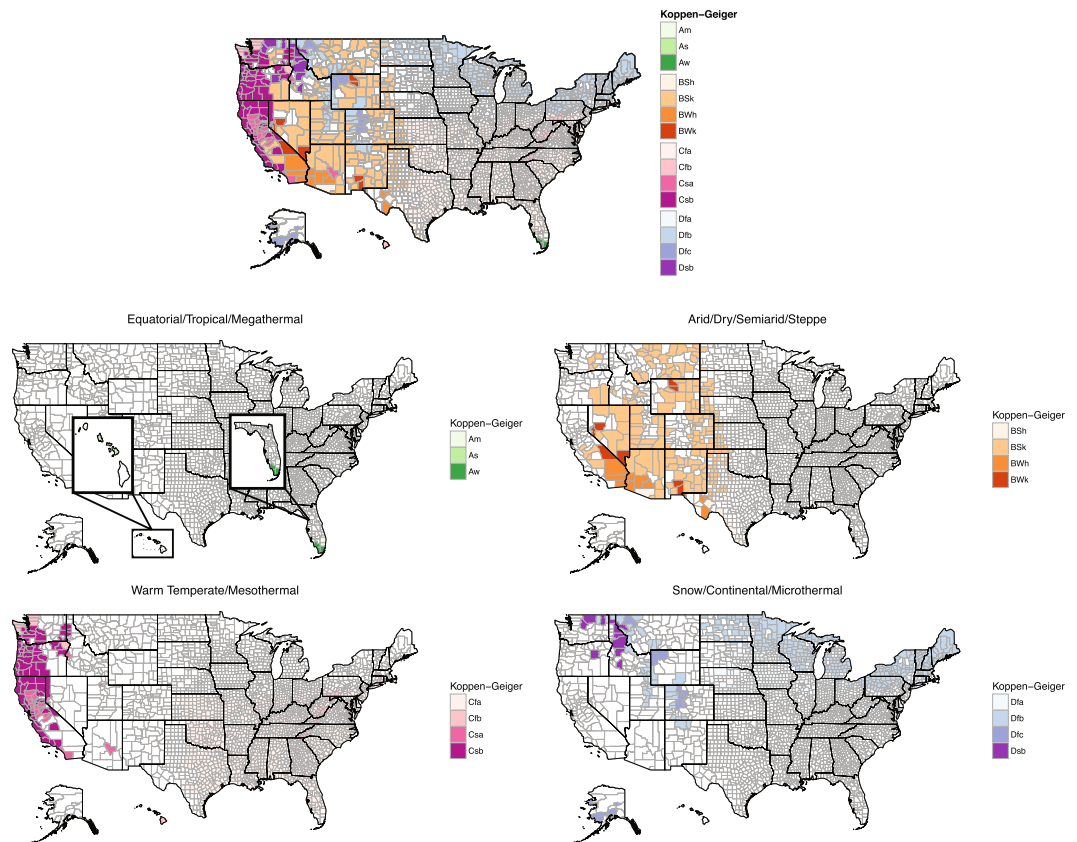 Koppen−Geiger
Am
As
Aw
BSh
BSk
BWh
BWk
Cfa
Cfb
Csa
Csb
Dfa
Dfb
Dfc
Dsb
Equatorial/Tropical/Megathermal
Koppen−Geiger
Am
As
Aw
Arid/Dry/Semiarid/Steppe
Koppen−Geiger
BSh
BSk
BWh
BWk
Warm Temperate/Mesothermal
Koppen−Geiger
Cfa
Cfb
Csa
Csb
Snow/Continental/Microthermal
Koppen−Geiger
Dfa
Dfb
Dfc
Dsb